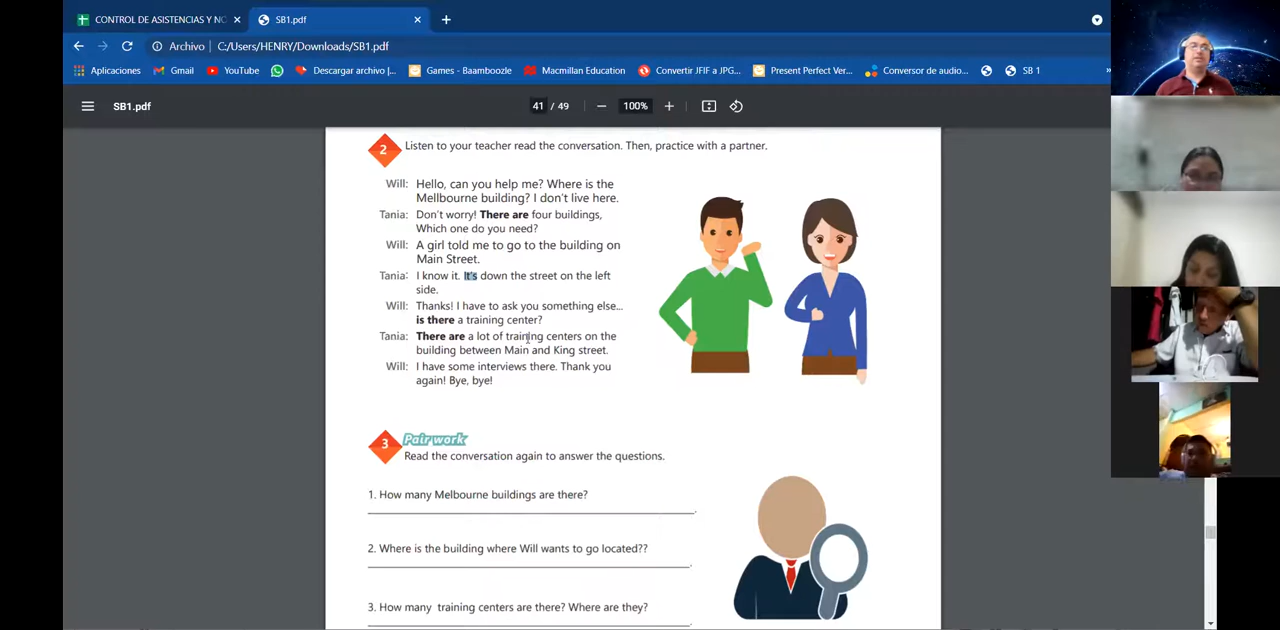 CONTROL DE ASISTENCIAS Y NO
SB1.pdf
Archivo
C:/Users/HENRY/Downloads/SB1.pdf
Aplicaciones
Gmail
YouTube
Descargar archivo |...
Games - Baamboozle
Macmillan Education
Convertir JFIF a JPG...
Present Perfect Ver...
Conversor de audio...
SB 1
»
SB1.pdf
41 / 49
100%
2 Listen to your teacher read the conversation. Then, practice with a partner.
Will: Hello, can you help me? Where is the
Mellbourne building? I don't live here.
Tania: Don't worry! There are four buildings,
Which one do you need?
Will: A girl told me to go to the building on
Main Street.
Tania: I know it. It's down the street on the left
side.
Will: Thanks! I have to ask you something else...
is there a training center?
Tania: There are a lot of training centers on the
building between Main and King street.
Will: I have some interviews there. Thank you
again! Bye, bye!
3 Pair work
Read the conversation again to answer the questions.
1. How many Melbourne buildings are there?
2. Where is the building where Will wants to go located??
3. How many training centers are there? Where are they?